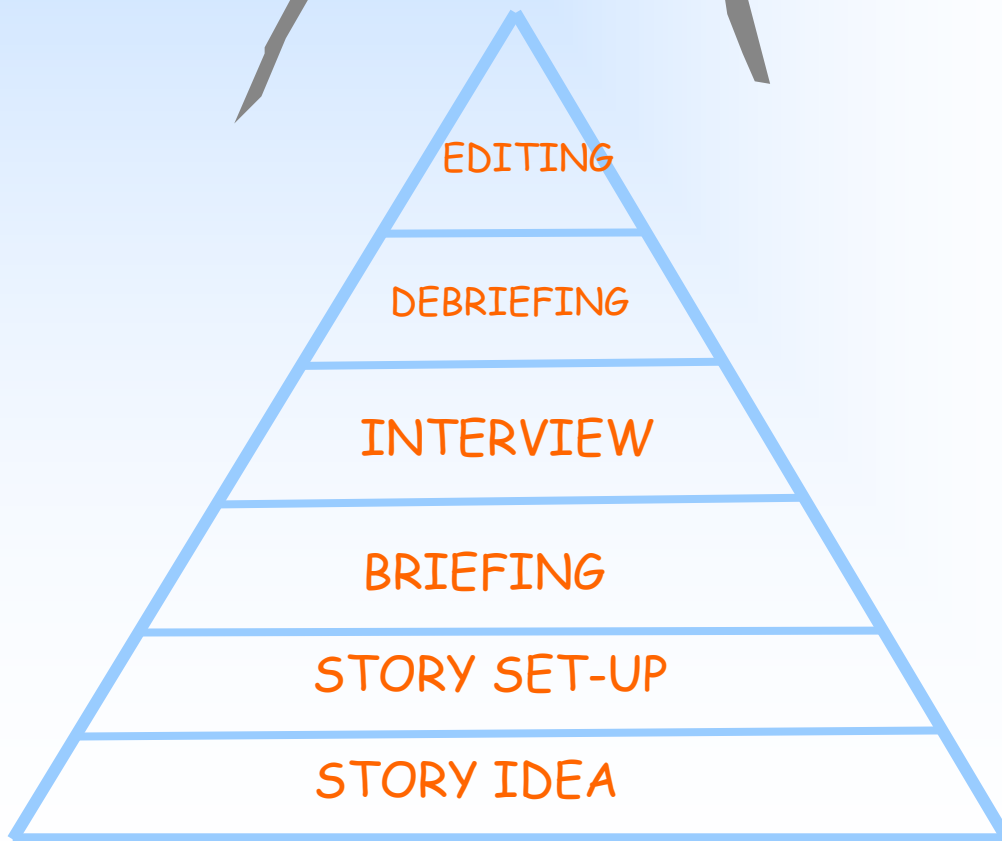 EDITING
DEBRIEFING
INTERVIEW
BRIEFING
STORY SET-UP
STORY IDEA